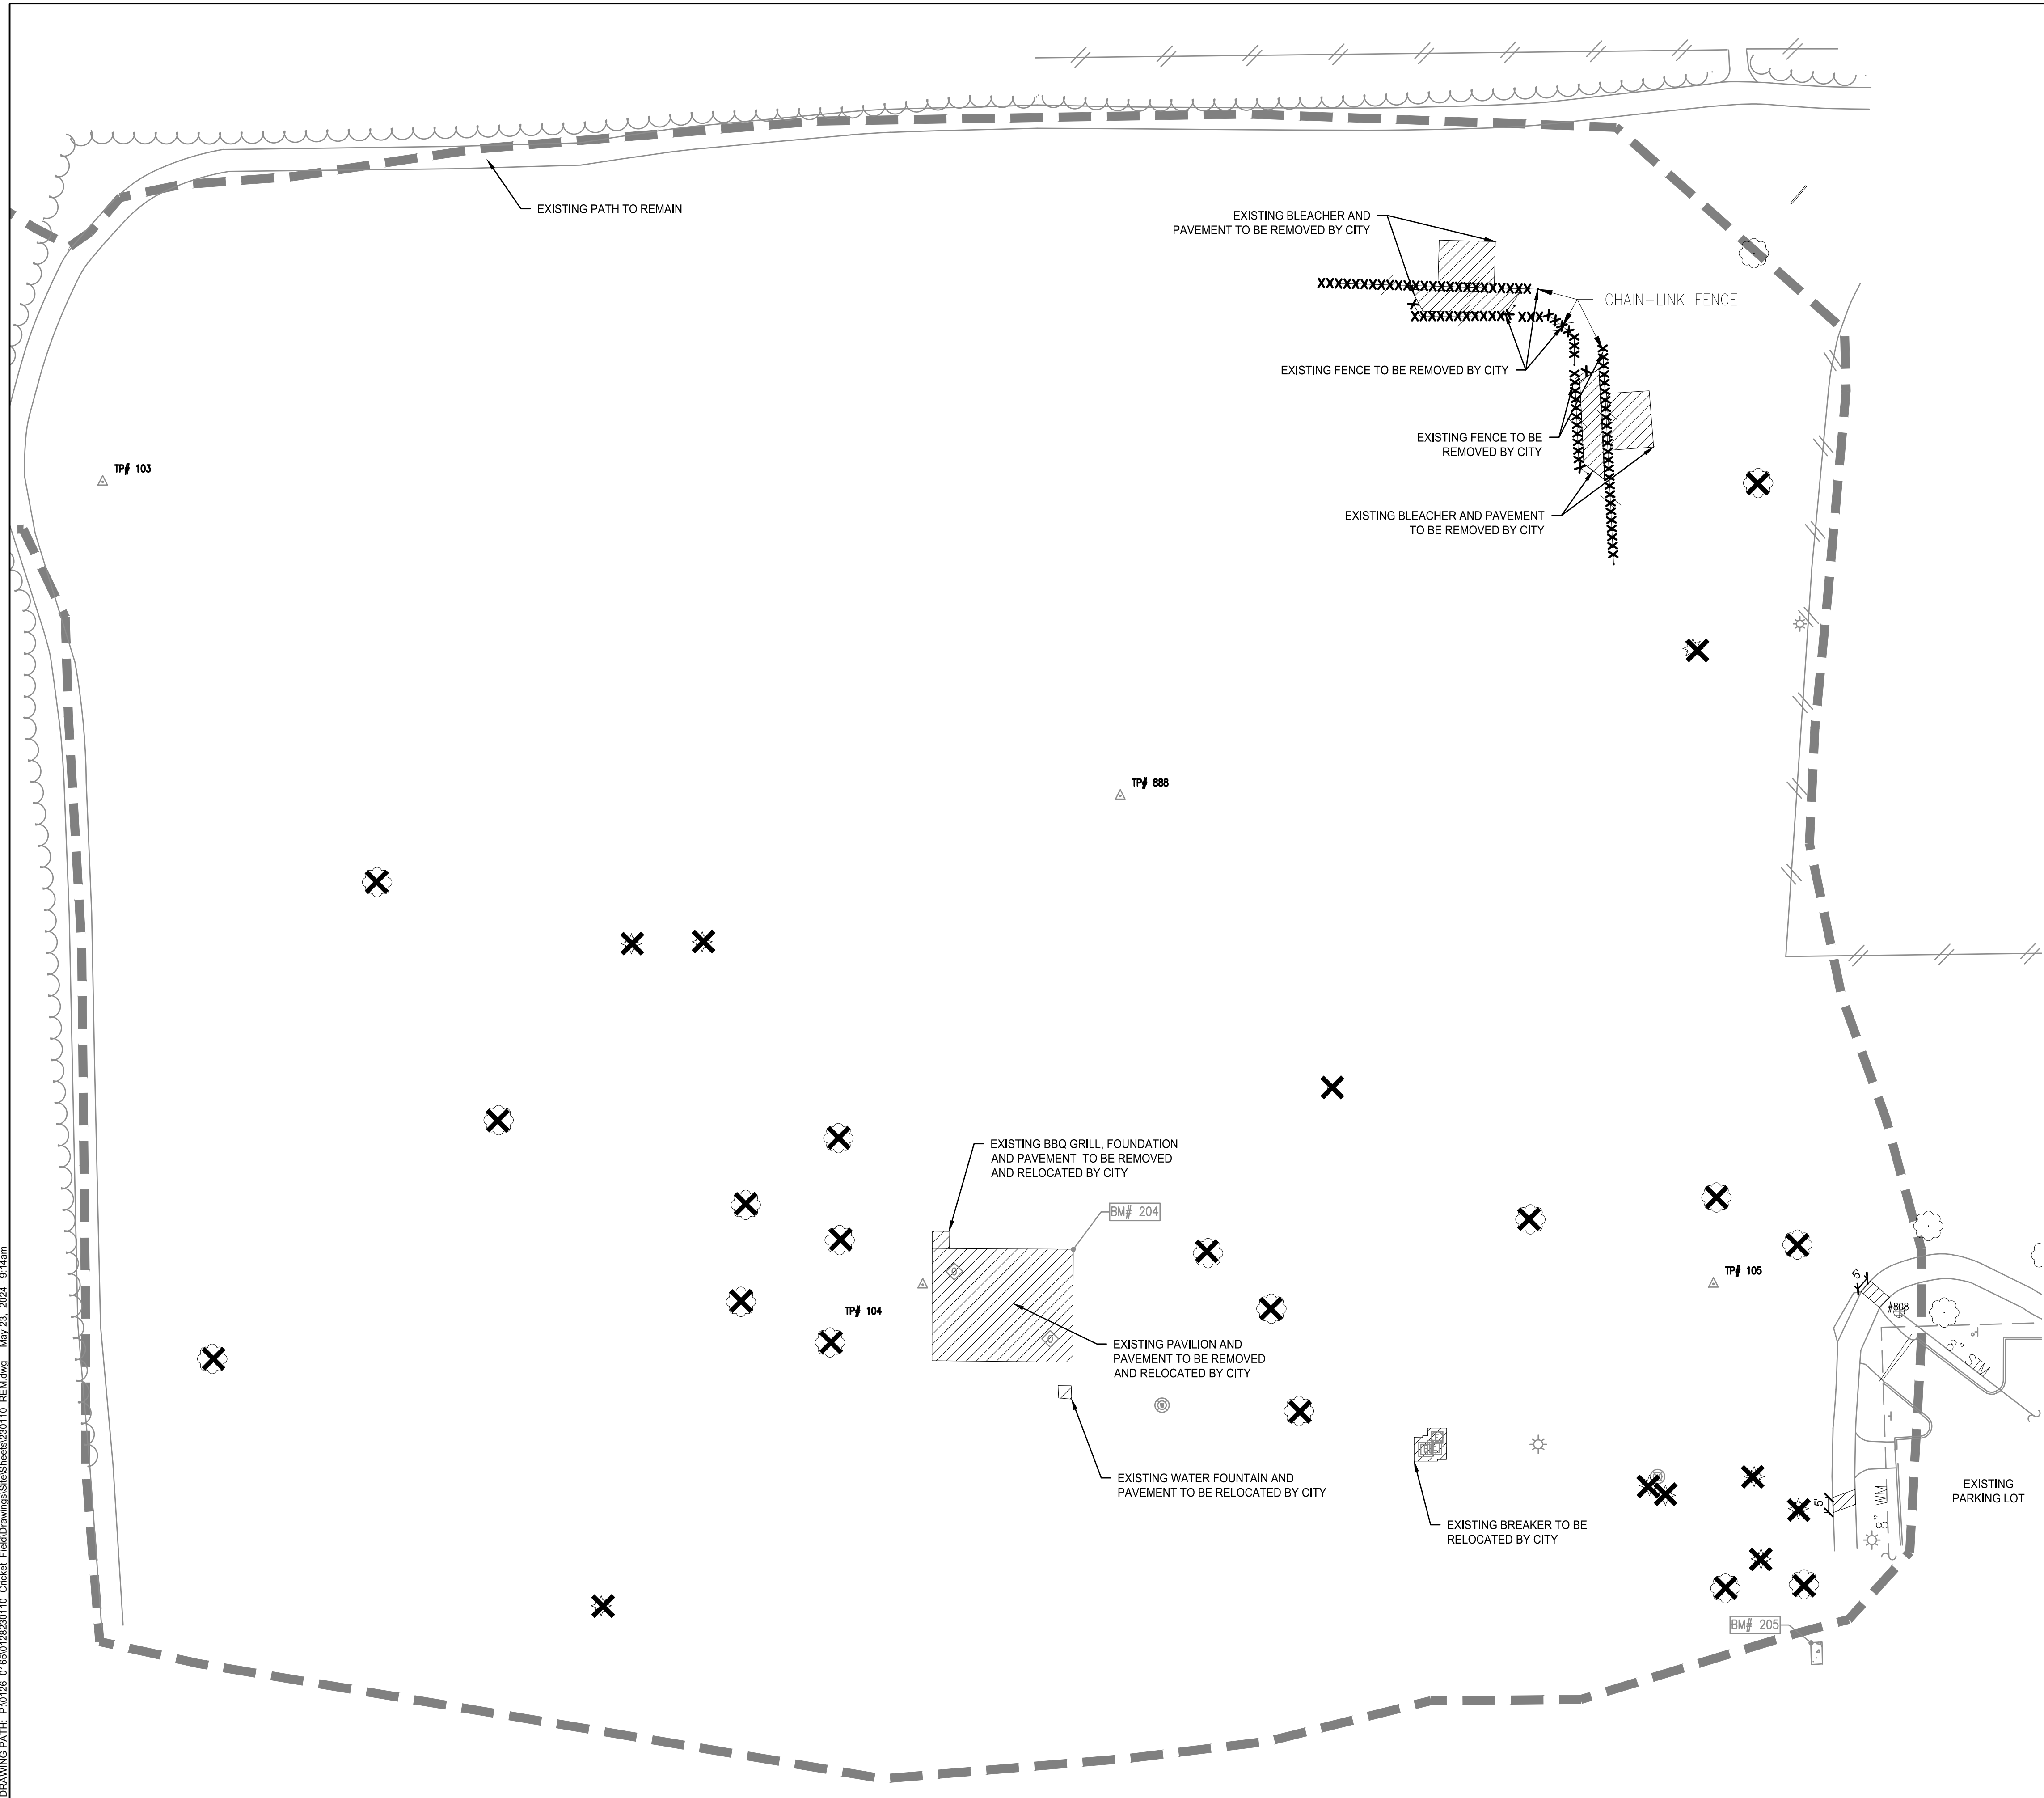 EXISTING PATH TO REMAIN
EXISTING BLEACHER AND
PAVEMENT TO BE REMOVED BY CITY
CHAIN-LINK FENCE
EXISTING FENCE TO BE REMOVED BY CITY
EXISTING FENCE TO BE
REMOVED BY CITY
TP# 103
EXISTING BLEACHER AND PAVEMENT
TO BE REMOVED BY CITY
TP# 888
EXISTING BBQ GRILL, FOUNDATION
AND PAVEMENT TO BE REMOVED
AND RELOCATED BY CITY
BM# 204
TP# 105
5'
#808
TP# 104
EXISTING PAVILION AND
PAVEMENT TO BE REMOVED
AND RELOCATED BY CITY
8" STM
EXISTING WATER FOUNTAIN AND
PAVEMENT TO BE RELOCATED BY CITY
EXISTING
PARKING LOT
5'
8" WM
EXISTING BREAKER TO BE
RELOCATED BY CITY
BM# 205
DRAWING PATH: P:\0126_0165\0128230110_Cricket_Field\Drawings\Site\Sheets\230110_REM.dwg May 23, 2024 - 9:14am